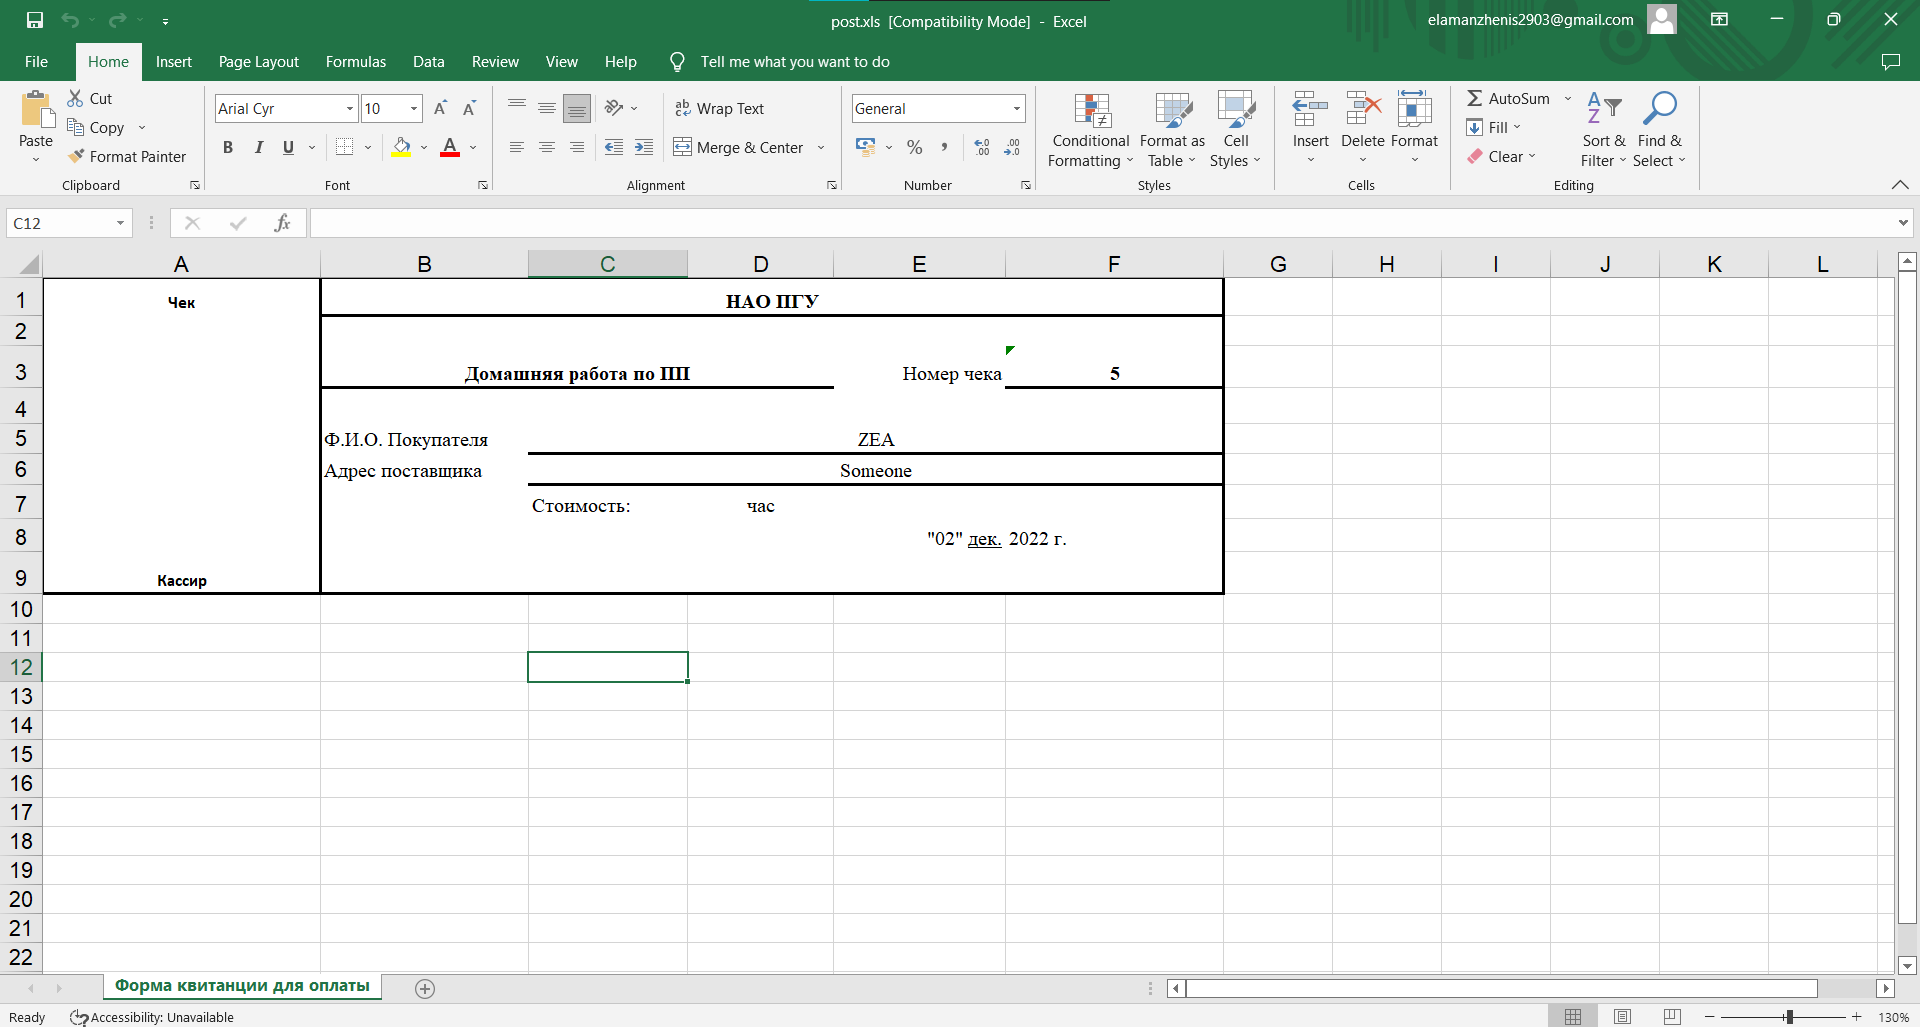 post.xls [Compatibility Mode] - Excel
elamanzhenis2903@gmail.com
File Home Insert Page Layout Formulas Data Review View Help Tell me what you want to do
Paste
Cut
Copy
Format Painter
Clipboard
Arial Cyr 10
B I U
Font
Wrap Text
Merge & Center
Alignment
General
Number
Conditional Formatting
Format as Table
Cell Styles
Styles
Insert
Delete
Format
Cells
AutoSum
Fill
Clear
Sort & Filter
Find & Select
Editing
C12
fx
A B C D E F G H I J K L
1 Чек НАО ПГУ
2
3 Домашняя работа по ПП Номер чека 5
4
5 Ф.И.О. Покупателя ZEA
6 Адрес поставщика Someone
7 Стоимость: час
8 "02" дек. 2022 г.
9 Кассир
10
11
12
13
14
15
16
17
18
19
20
21
22
Форма квитанции для оплаты
Ready Accessibility: Unavailable 130%